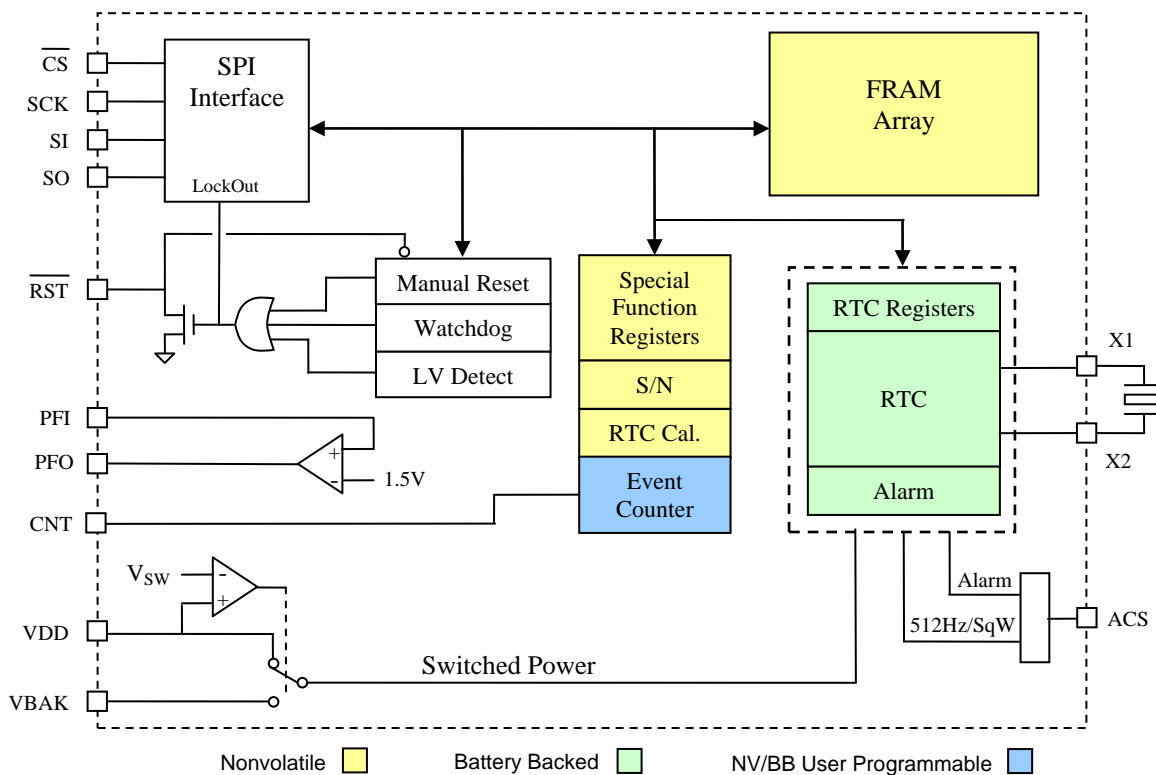 CS
SCK
SI
SO
SPI
Interface
LockOut
FRAM
Array
RST
Manual Reset
Watchdog
LV Detect
Special
Function
Registers
S/N
RTC Cal.
Event
Counter
RTC Registers
RTC
Alarm
X1
X2
PFI
PFO
+
-
1.5V
CNT
VSW
-
+
VDD
VBAK
Switched Power
Alarm
512Hz/SqW
ACS
Nonvolatile
Battery Backed
NV/BB User Programmable